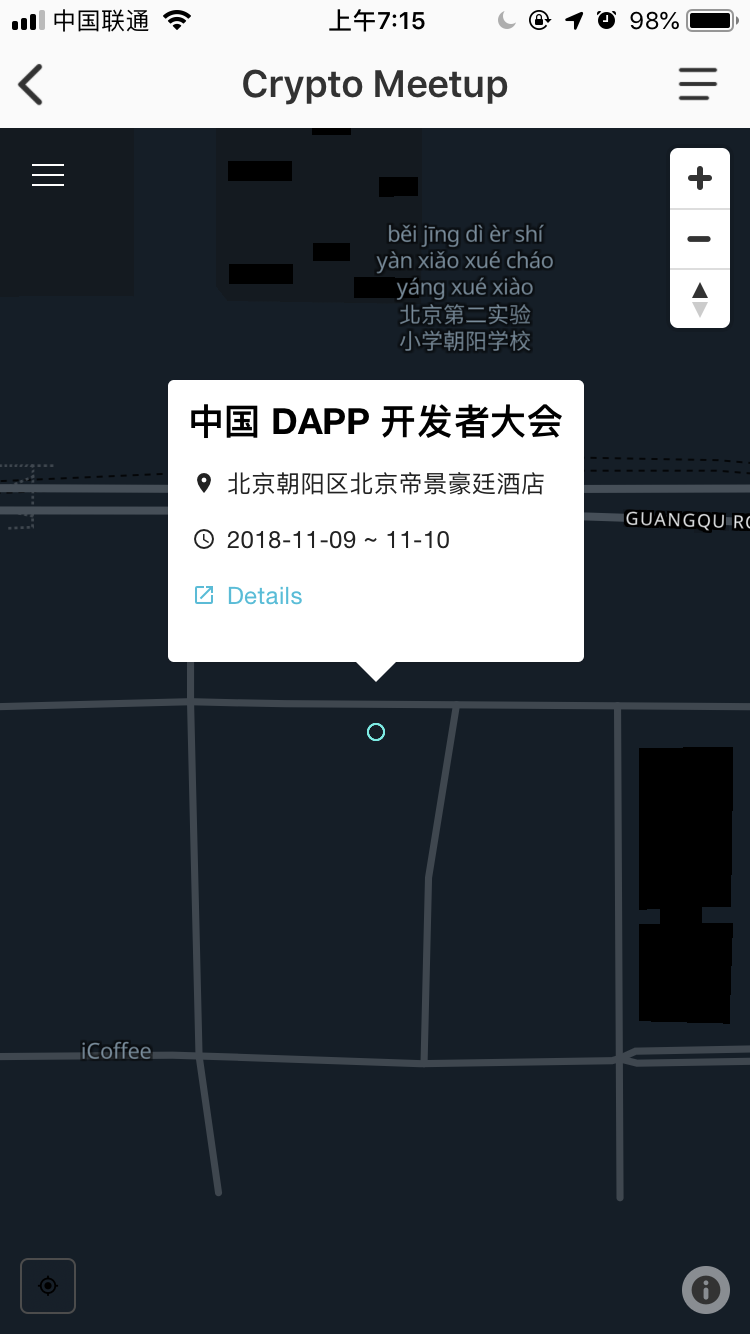 中国联通
上午7:15
98%
Crypto Meetup
běi jīng dì èr shí
yàn xiǎo xué cháo
yáng xué xiào
北京第二实验
小学朝阳学校
中国 DAPP 开发者大会
北京朝阳区北京帝景豪廷酒店
2018-11-09 ~ 11-10
Details
GUANGQU RO
iCoffee